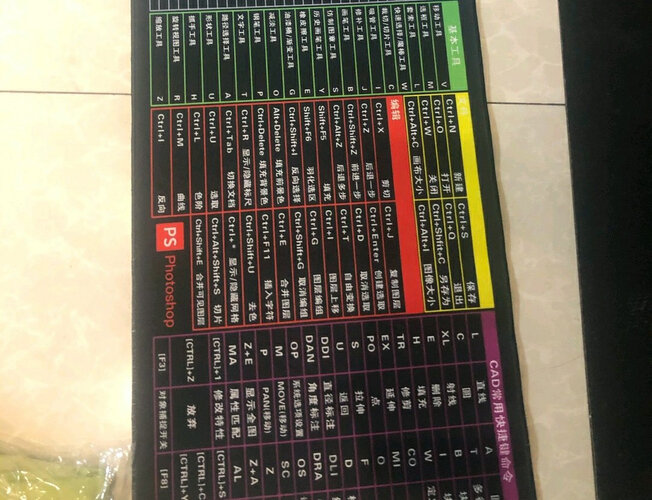 基本工具
移动工具 V
选框工具 M
套索工具 L
快速选择/魔棒工具 W
裁切/切片工具 C
吸管工具 I
修补工具 J
画笔工具 B
仿制图章工具 S
历史画笔工具 Y
橡皮擦工具 E
油漆桶/渐变工具 G
减淡工具 O
钢笔工具 P
文字工具 T
路径选择工具 A
形状工具 U
抓手工具 H
旋转视图工具 R
缩放工具 Z
Ctrl+N 新建 Ctrl+S 保存
Ctrl+O 打开 Ctrl+Q 退出
Ctrl+W 关闭 Ctrl+Shfit+C 另存为
Ctrl+Alt+C 画布大小 Ctrl+Alt+I 图像大小
编辑
Ctrl+X 剪切 Ctrl+J 复制图层
Ctrl+Z 后退一步 Ctrl+Enter 创建选取
Ctrl+Shift+Z 前进一步 Ctrl+D 取消选取
Ctrl+Alt+Z 后退多步 Ctrl+T 自由变换
Shift+F5 填充 Ctrl+I 图层上移
Shift+F6 羽化选区 Ctrl+G 图层编组
Ctrl+Shift+I 反向选择 Ctrl+Shift+G 取消编组
Alt+Delete 填充前景色 Ctrl+E 合并图层
Ctrl+Delete 填充背景色 Ctrl+F11 插入字符
Ctrl+R 显示/隐藏标尺 Ctrl+Shift+U 去色
Ctrl+Tab 切换文档 Ctrl+* 显示/隐藏网格
Ctrl+U 选取 Ctrl+Alt+Shift+S 切片
Ctrl+L 色阶 Ctrl+Shift+E 合并可见图层
Ctrl+M 曲线
Ctrl+I 反向
PS Photoshop
CAD常用快捷键命令
L 直线 A
C 圆 B
XL 射线
E 删除 I
H 填充 W
TR 修剪 CO
EX 延伸 MI
PO 点 O
S 拉伸 F
U 返回 D
DDI 直径标注 DLI
DAN 角度标注 DRA
OP 系统选项设置 OS
M MOVE(移动) SC
P PAN(移动) Z
Z+E 显示全图 Z+A
MA 属性匹配 AL
[CTRL]+1 修改特性 [CTRL]+S
[CTRL]+Z 放弃 [CTRL]+V
[F3] 对象捕捉开关 [F8]